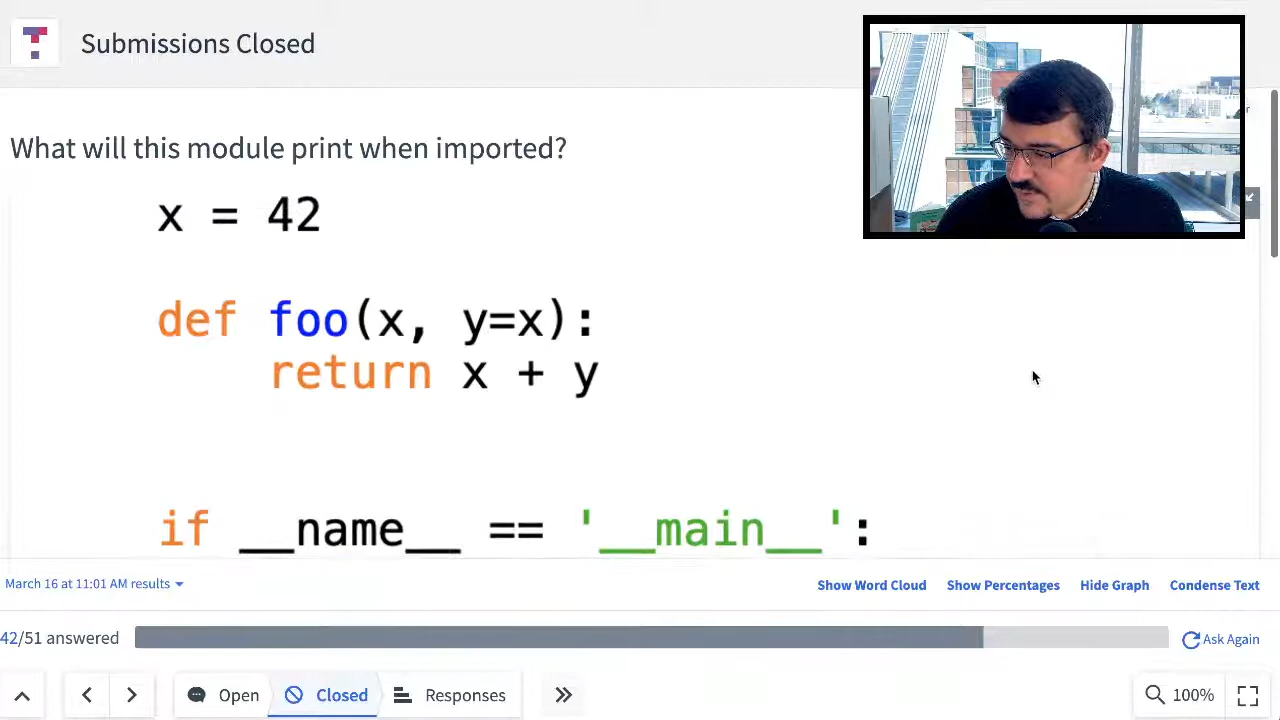 Submissions Closed
What will this module print when imported?
x = 42
def foo(x, y=x):
return x + y
if __name__ == '__main__':
March 16 at 11:01 AM results
Show Word Cloud
Show Percentages
Hide Graph
Condense Text
42/51 answered
Ask Again
Open
Closed
Responses
100%